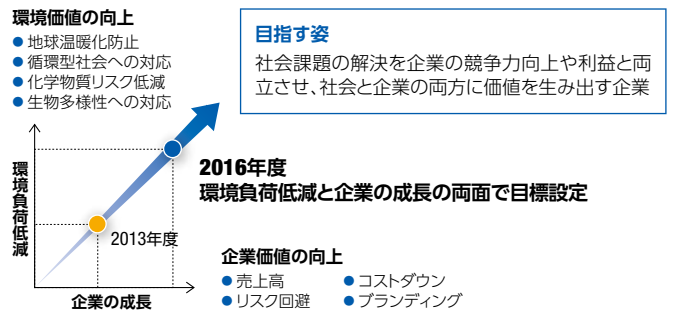 環境価値の向上
● 地球温暖化防止
● 循環型社会への対応
● 化学物質リスク低減
● 生物多様性への対応
目指す姿
社会課題の解決を企業の競争力向上や利益と両
立させ、社会と企業の両方に価値を生み出す企業
2016年度
環境負荷低減と企業の成長の両面で目標設定
環境負荷低減
2013年度
企業の成長
企業価値の向上
● 売上高 ● コストダウン
● リスク回避 ● ブランディング